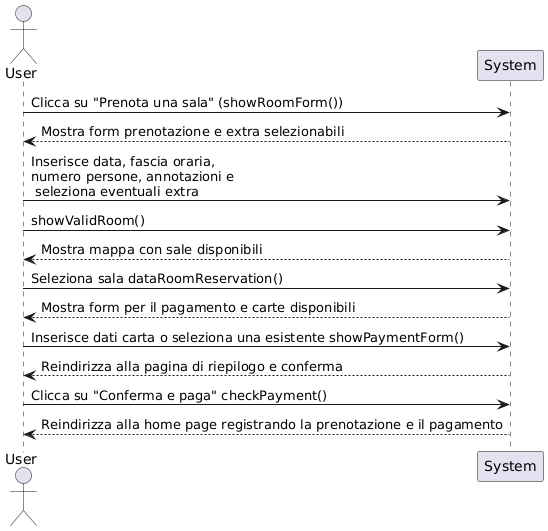 User
System
Clicca su "Prenota una sala" (showRoomForm())
Mostra form prenotazione e extra selezionabili
Inserisce data, fascia oraria,
numero persone, annotazioni e
seleziona eventuali extra
showValidRoom()
Mostra mappa con sale disponibili
Seleziona sala dataRoomReservation()
Mostra form per il pagamento e carte disponibili
Inserisce dati carta o seleziona una esistente showPaymentForm()
Reindirizza alla pagina di riepilogo e conferma
Clicca su "Conferma e paga" checkPayment()
Reindirizza alla home page registrando la prenotazione e il pagamento
User
System